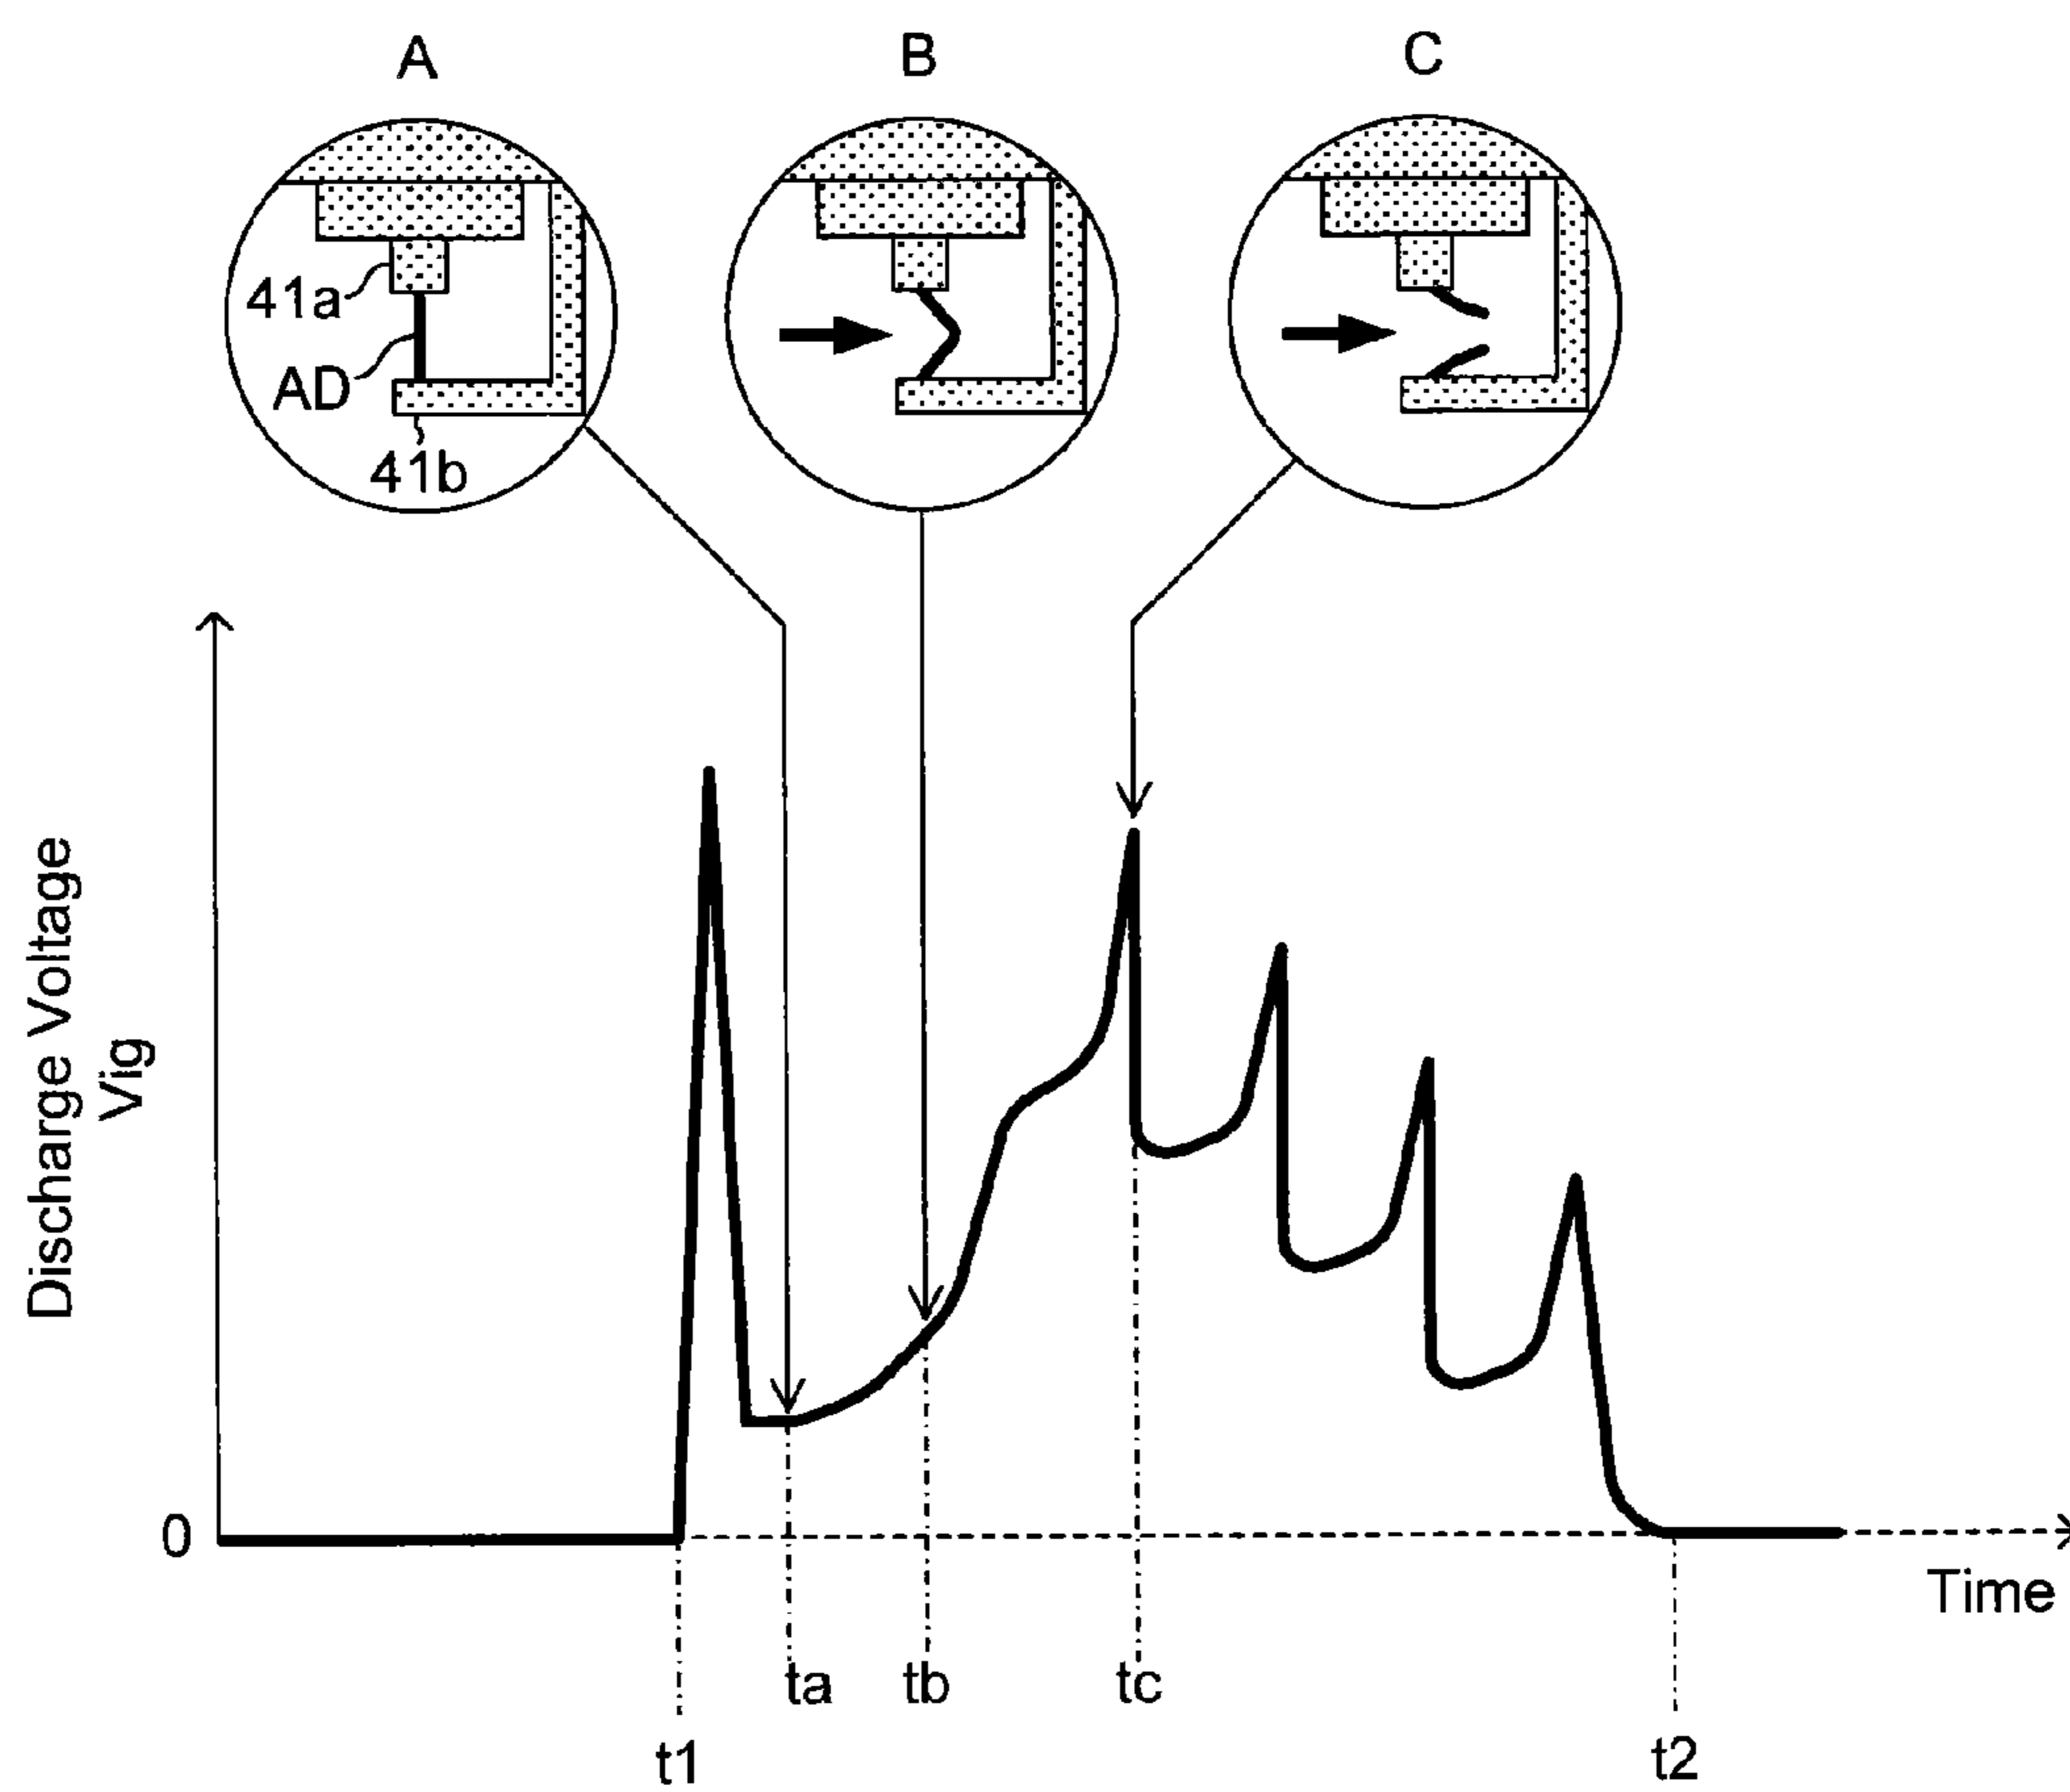 A
B
C
41a
AD
41b
Discharge Voltage
Vig
0
Time
ta
tb
tc
t1
t2